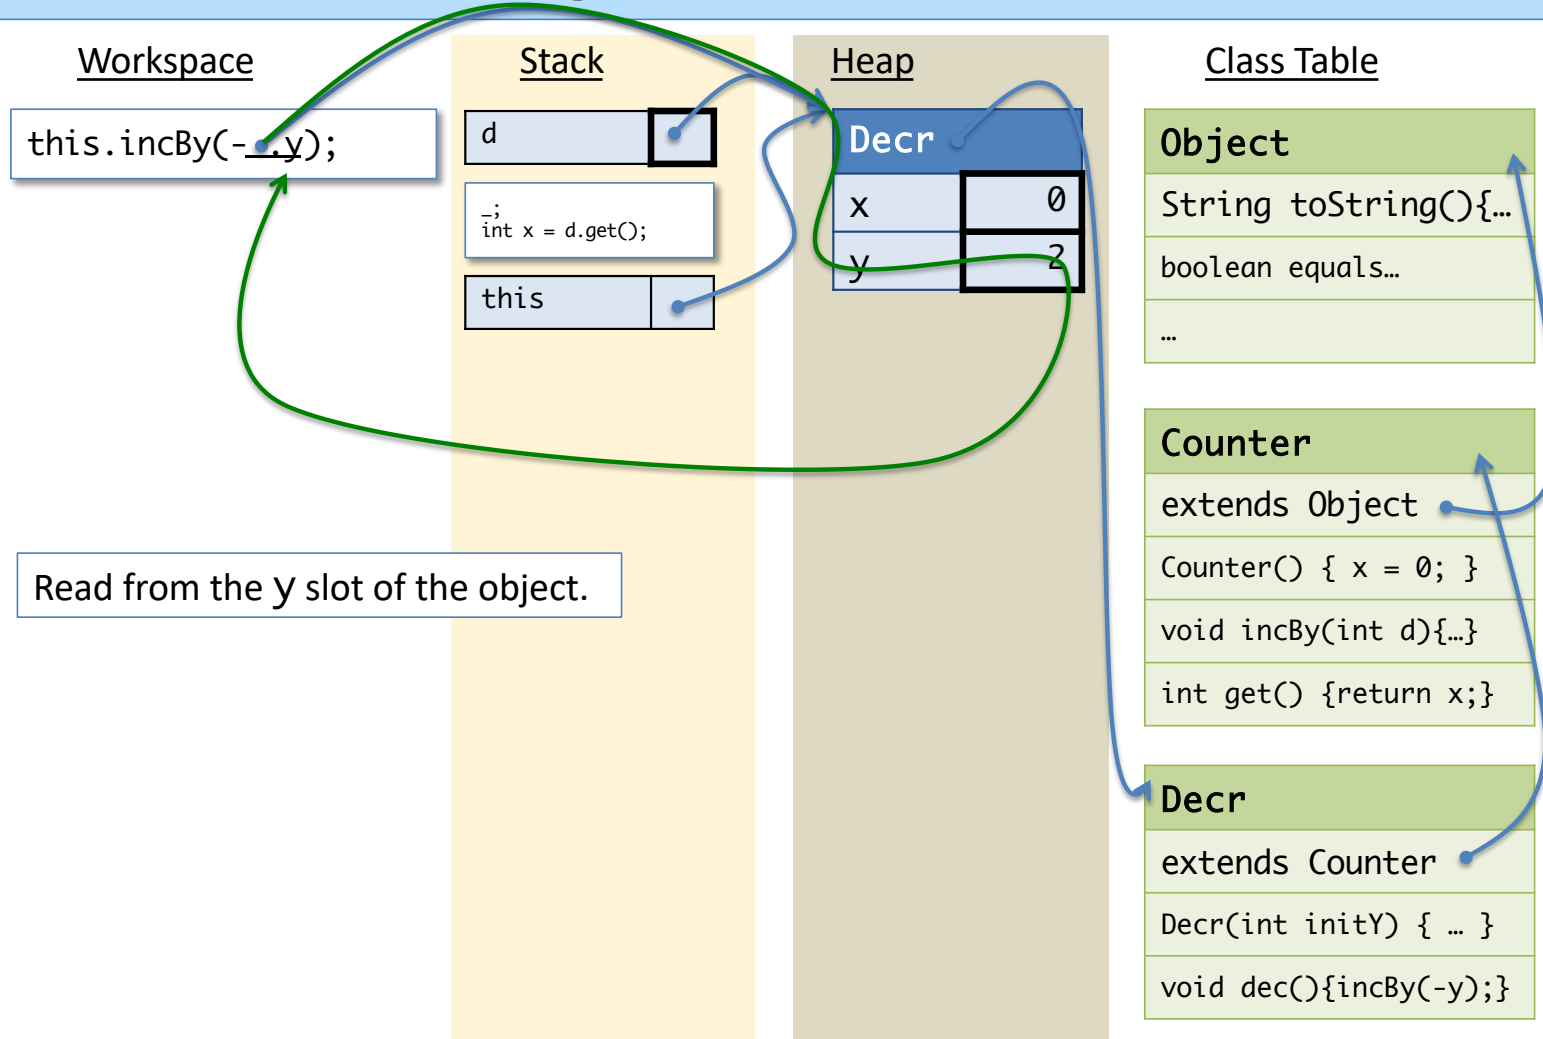 Workspace
Stack
Heap
Class Table
this.incBy(- .y);
d
_;
int x = d.get();
this
Decr
x 0
y 2
Object
String toString(){…
boolean equals…
…
Counter
extends Object
Counter() { x = 0; }
void incBy(int d){…}
int get() {return x;}
Decr
extends Counter
Decr(int initY) { … }
void dec(){incBy(-y);}
Read from the y slot of the object.